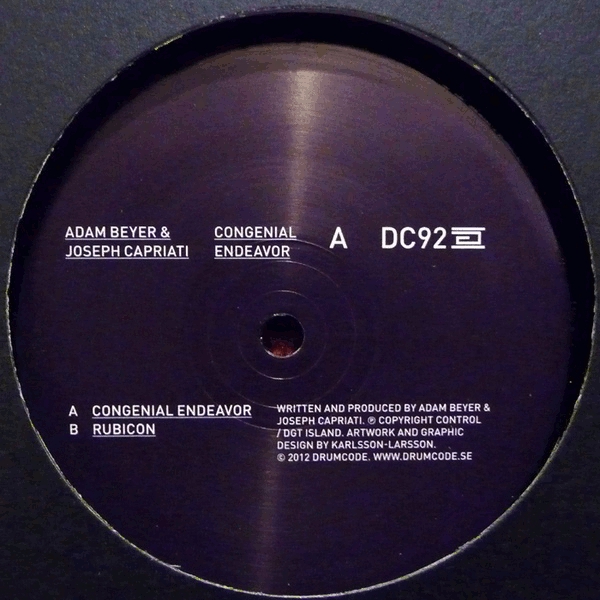 ADAM BEYER & JOSEPH CAPRIATI
CONGENIAL ENDEAVOR
A
DC92
A CONGENIAL ENDEAVOR
B RUBICON
WRITTEN AND PRODUCED BY ADAM BEYER &
JOSEPH CAPRIATI. ℗ COPYRIGHT CONTROL
/ DGT ISLAND. ARTWORK AND GRAPHIC
DESIGN BY KARLSSON-LARSSON.
© 2012 DRUMCODE. WWW.DRUMCODE.SE